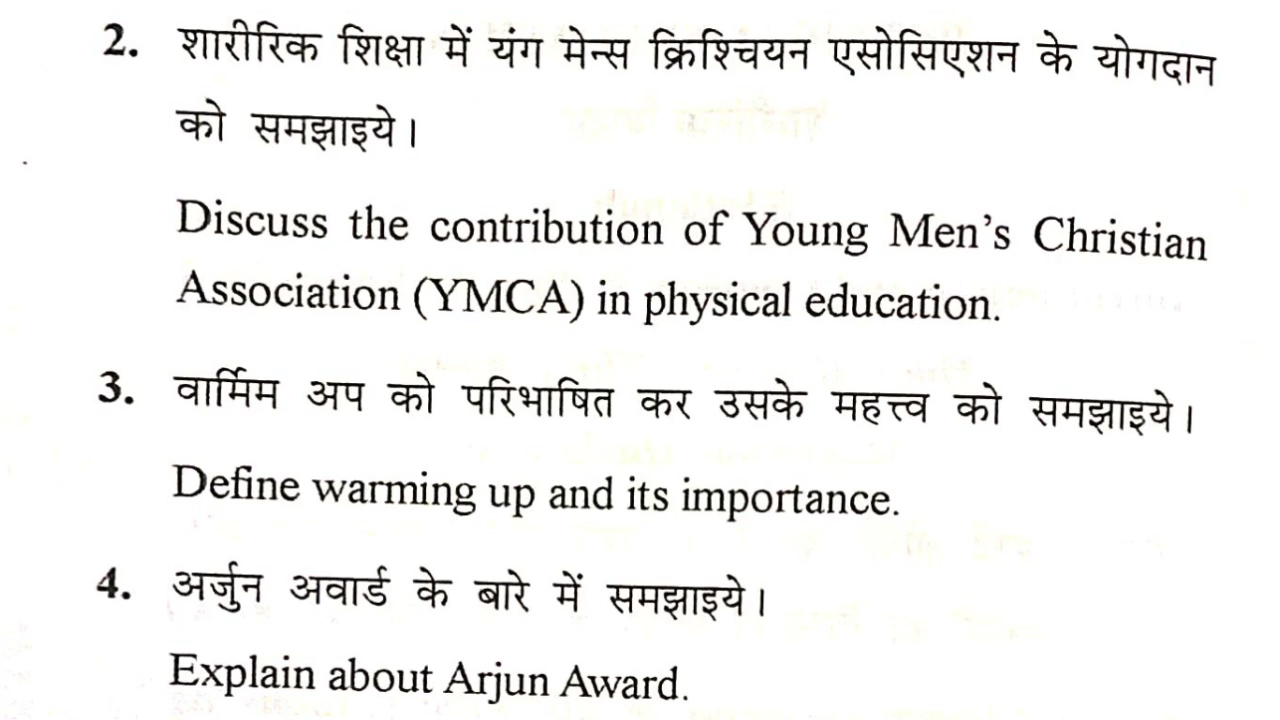 2. शारीरिक शिक्षा में यंग मेन्स क्रिश्चियन एसोसिएशन के योगदान
को समझाइये।
Discuss the contribution of Young Men's Christian
Association (YMCA) in physical education.
3. वार्मिम अप को परिभाषित कर उसके महत्त्व को समझाइये।
Define warming up and its importance.
4. अर्जुन अवार्ड के बारे में समझाइये।
Explain about Arjun Award.